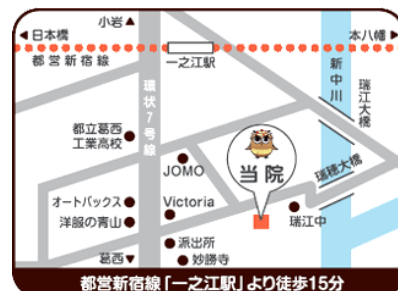 小岩▲
◀日本橋
本八幡▶
都営新宿線
一之江駅
環状7号線
新中川
瑞江大橋
都立葛西
工業高校
JOMO
当院
瑞穂大橋
オートバックス
洋服の青山
Victoria
瑞江中
派出所
妙勝寺
葛西▼
都営新宿線「一之江駅」より徒歩15分